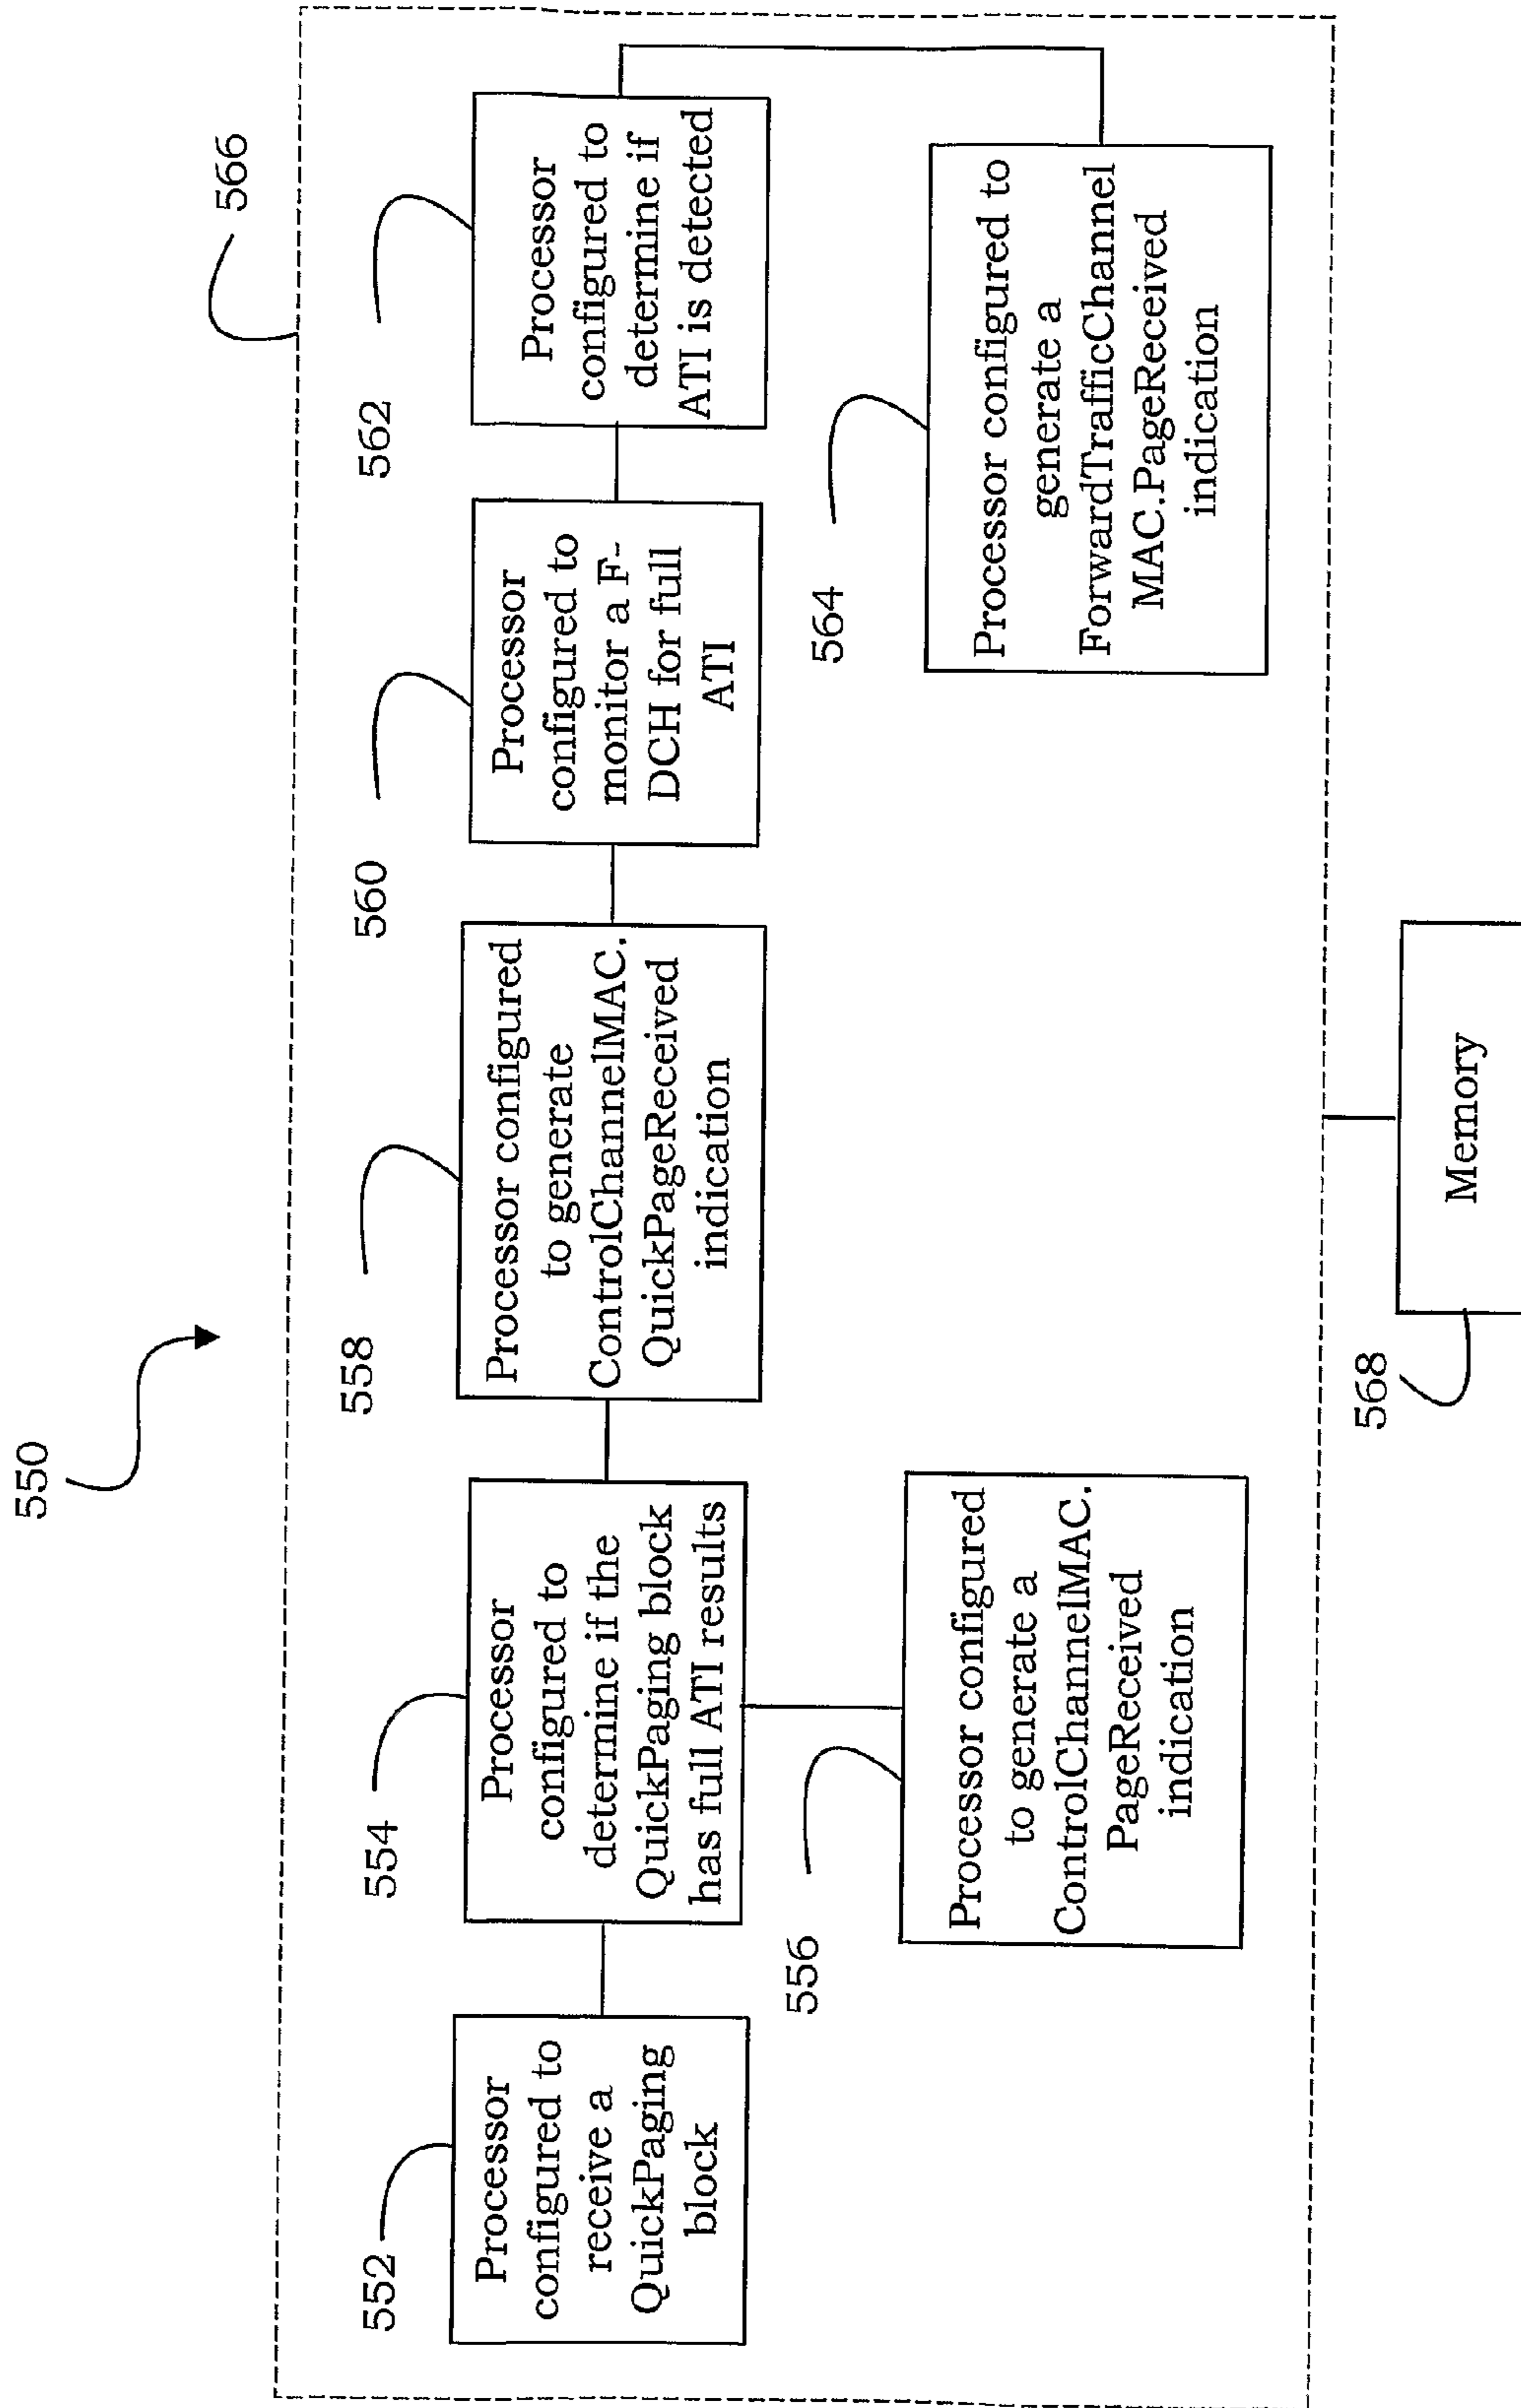 550
566
552
Processor
configured to
receive a
QuickPaging
block
554
Processor
configured to
determine if the
QuickPaging block
has full ATI results
558
Processor configured
to generate
ControlChannelMAC.
QuickPageReceived
indication
560
Processor
configured to
monitor a F-
DCH for full
ATI
562
Processor
configured to
determine if
ATI is detected
556
Processor configured
to generate a
ControlChannelMAC.
PageReceived
indication
564
Processor configured to
generate a
ForwardTrafficChannel
MAC.PageReceived
indication
568
Memory